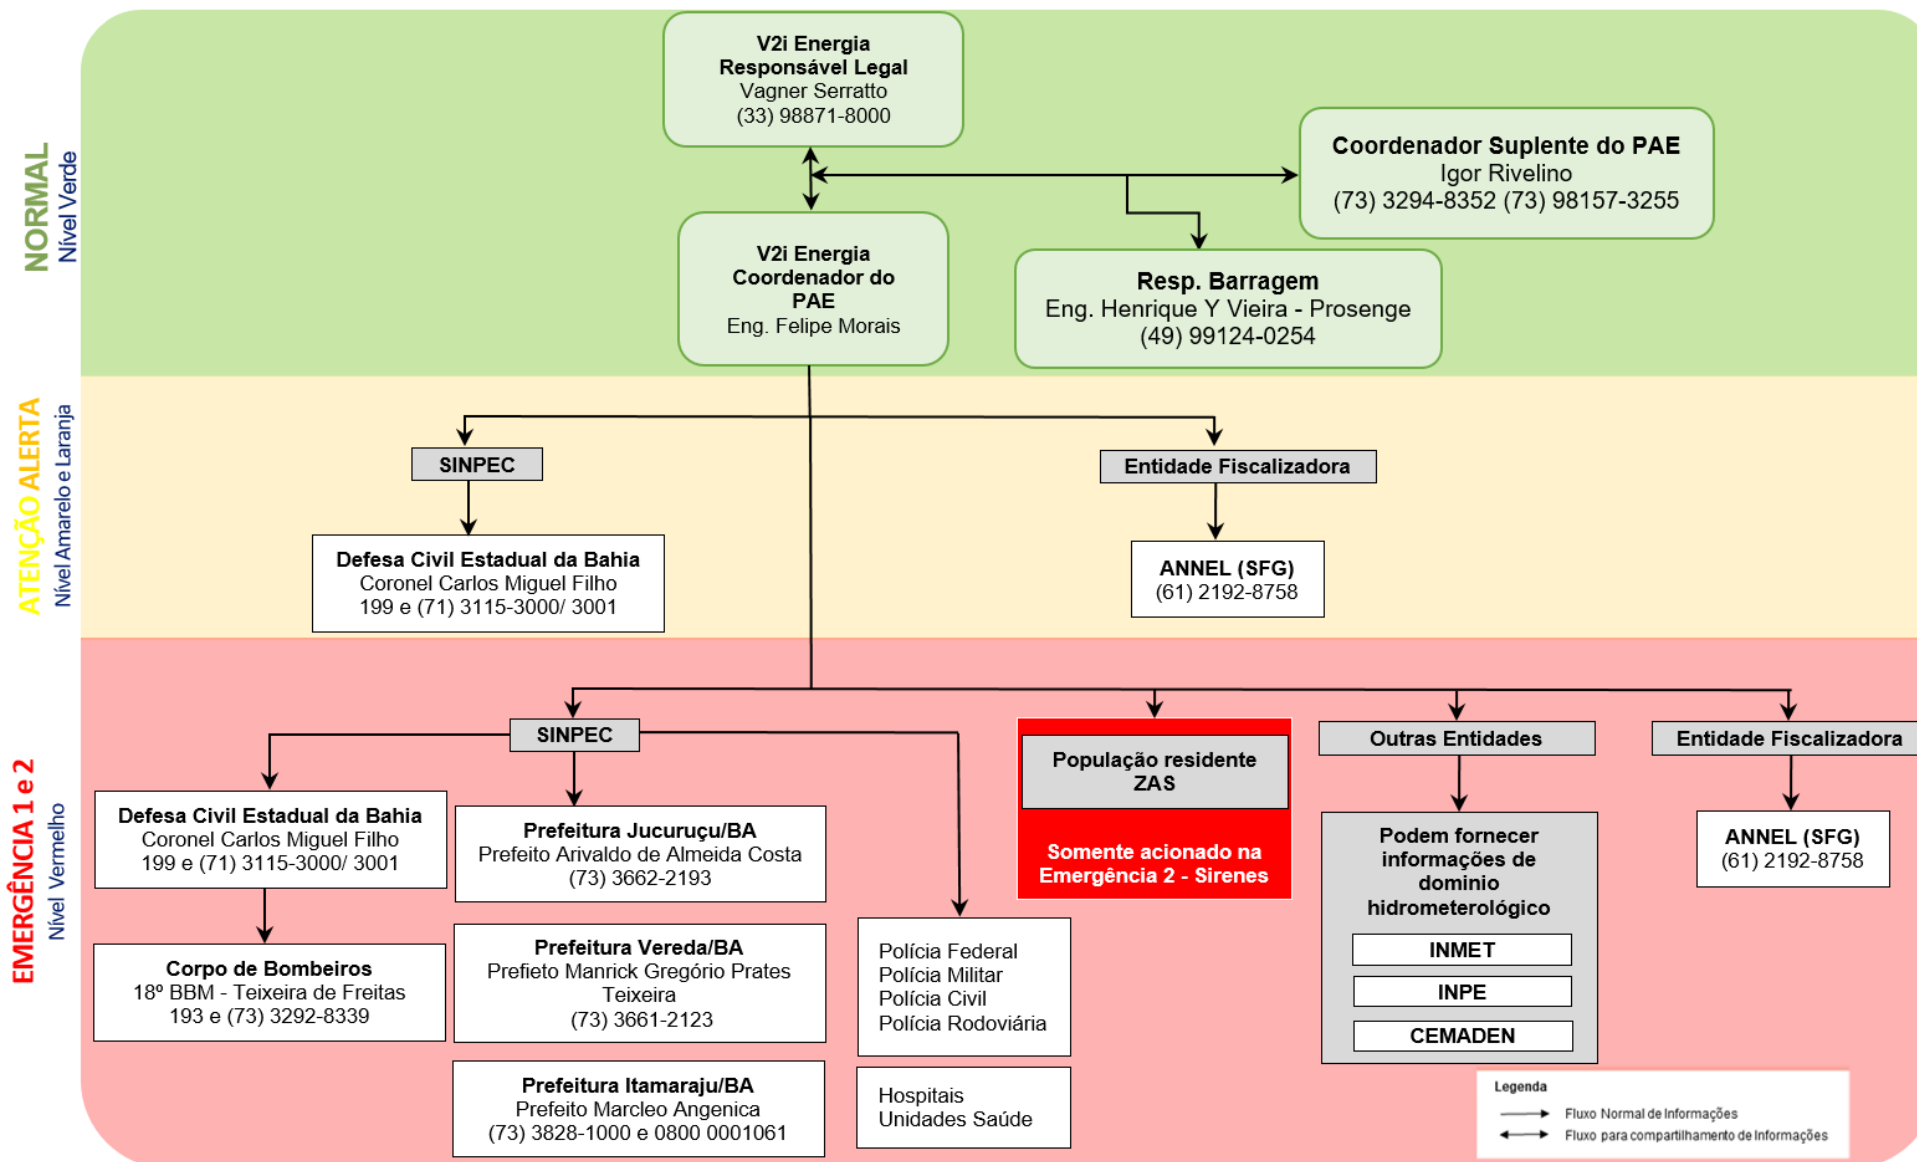 NORMAL
Nível Verde
V2i Energia
Responsável Legal
Vagner Serratto
(33) 98871-8000
Coordenador Suplente do PAE
Igor Rivelino
(73) 3294-8352 (73) 98157-3255
V2i Energia
Coordenador do
PAE
Eng. Felipe Morais
Resp. Barragem
Eng. Henrique Y Vieira - Prosenge
(49) 99124-0254
ATENÇÃO ALERTA
Nível Amarelo e Laranja
SINPEC
Entidade Fiscalizadora
Defesa Civil Estadual da Bahia
Coronel Carlos Miguel Filho
199 e (71) 3115-3000/ 3001
ANNEL (SFG)
(61) 2192-8758
EMERGÊNCIA 1 e 2
Nível Vermelho
SINPEC
População residente
ZAS
Somente acionado na
Emergência 2 - Sirenes
Outras Entidades
Entidade Fiscalizadora
Defesa Civil Estadual da Bahia
Coronel Carlos Miguel Filho
199 e (71) 3115-3000/ 3001
Prefeitura Jucuruçu/BA
Prefeito Arivaldo de Almeida Costa
(73) 3662-2193
Podem fornecer
informações de
dominio
hidrometerológico
INMET
INPE
CEMADEN
ANNEL (SFG)
(61) 2192-8758
Corpo de Bombeiros
18º BBM - Teixeira de Freitas
193 e (73) 3292-8339
Prefeitura Vereda/BA
Prefieto Manrick Gregório Prates
Teixeira
(73) 3661-2123
Polícia Federal
Polícia Militar
Polícia Civil
Polícia Rodoviária
Prefeitura Itamaraju/BA
Prefeito Marcleo Angenica
(73) 3828-1000 e 0800 0001061
Hospitais
Unidades Saúde
Legenda
Fluxo Normal de Informações
Fluxo para compartilhamento de Informações